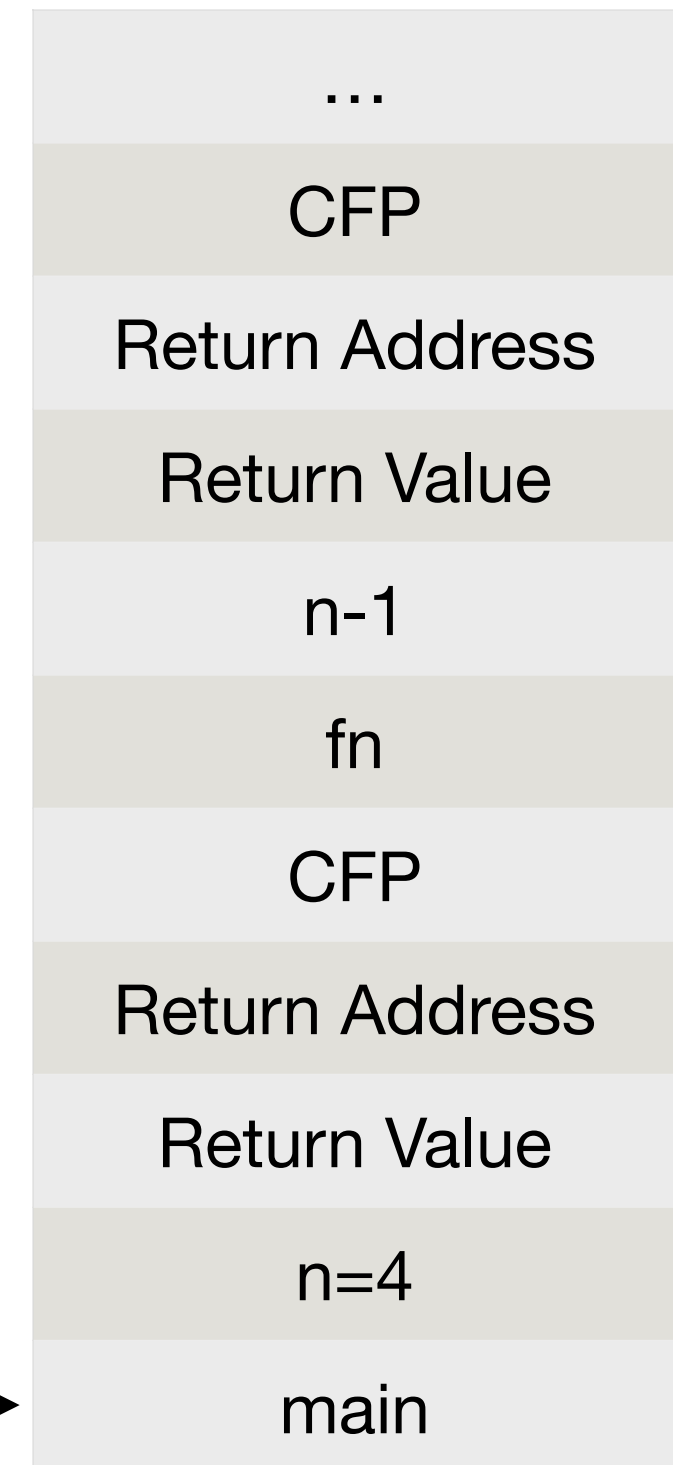 ...
CFP
Return Address
Return Value
n-1
fn
CFP
Return Address
Return Value
n=4
main